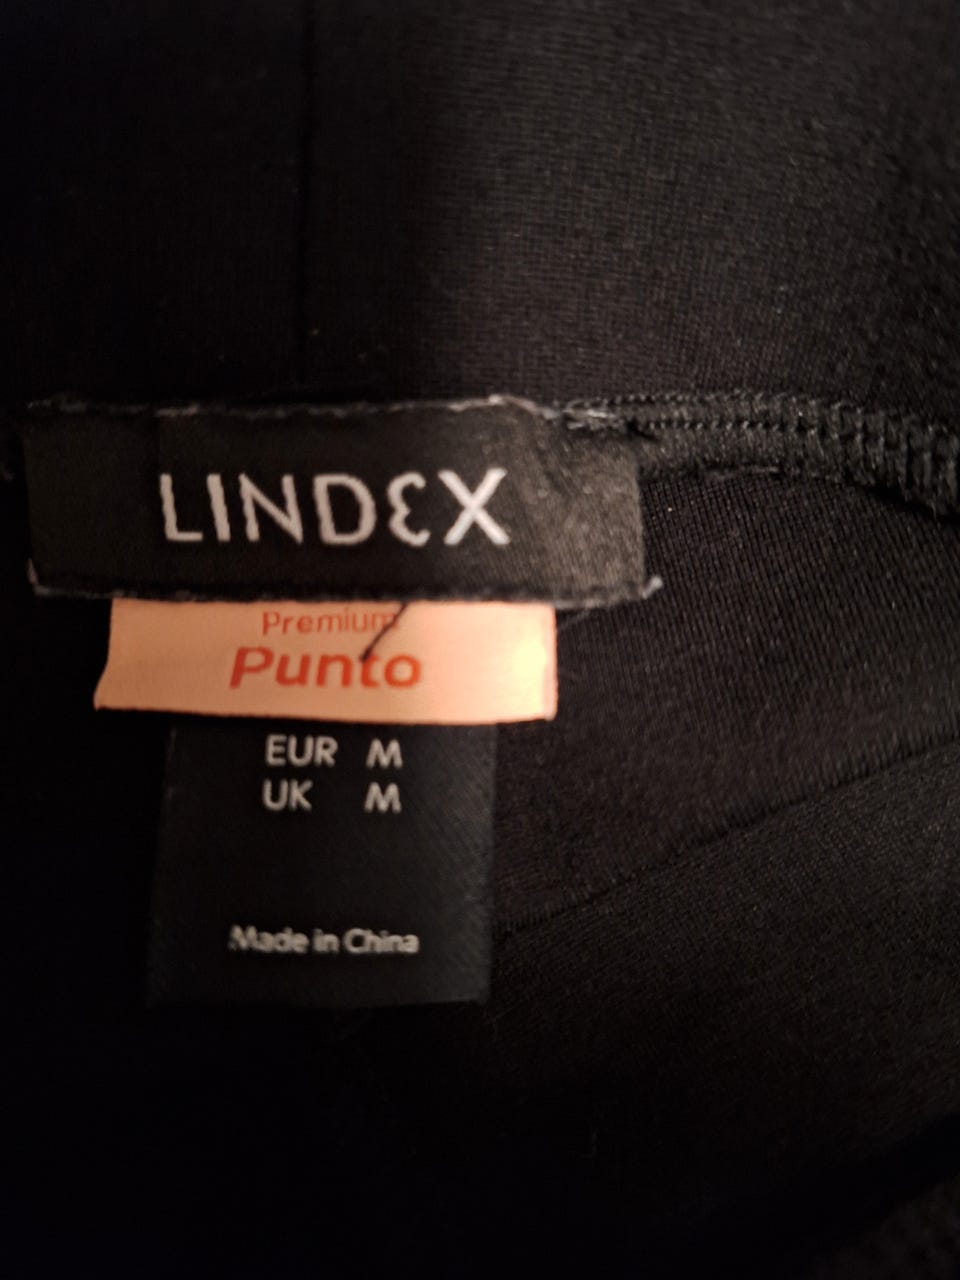 LINDEX
Premium
Punto
EUR M
UK M
Made in China